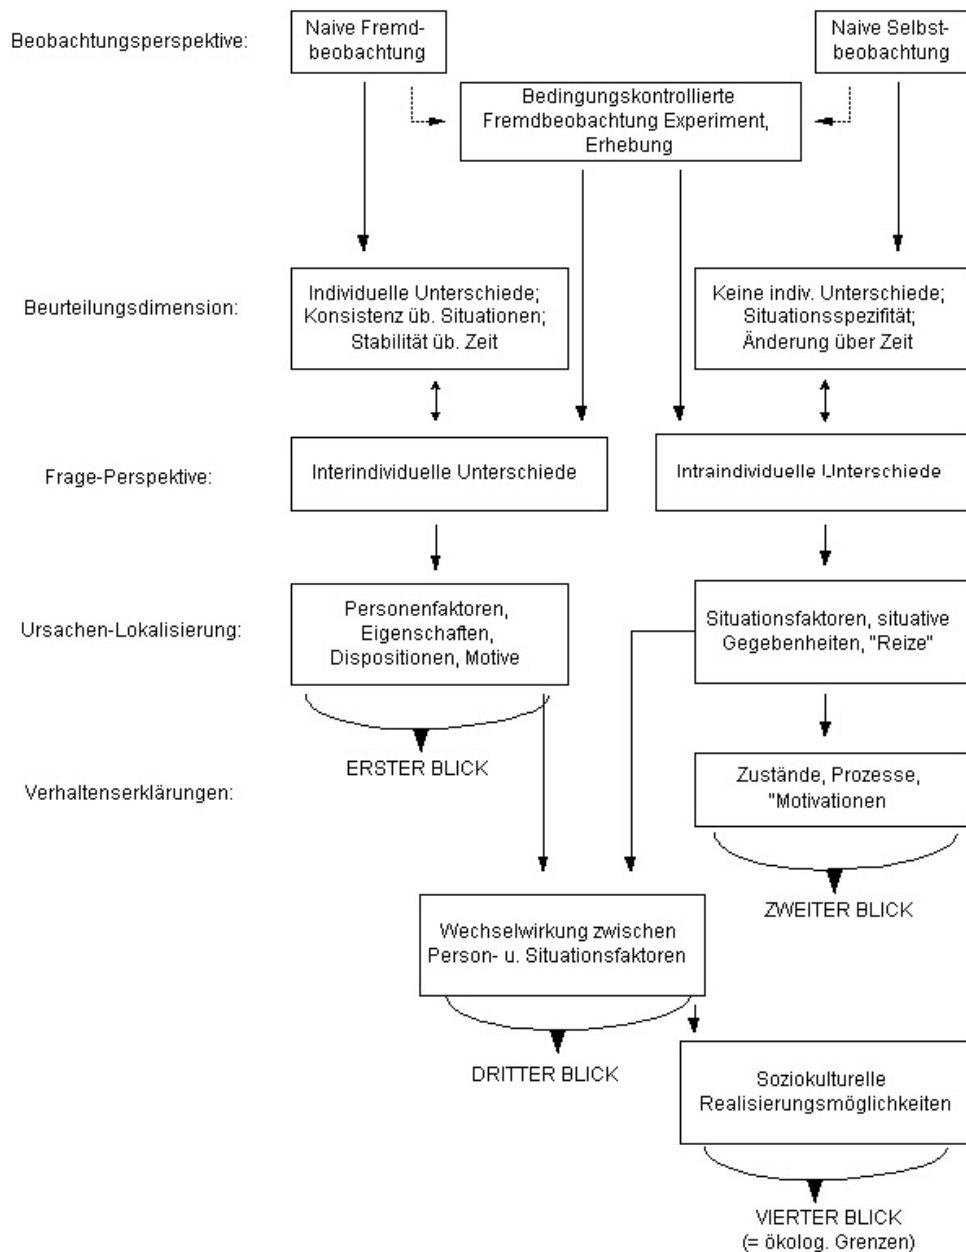 Beobachtungsperspektive:
Naive Fremd-
beobachtung
Naive Selbst-
beobachtung
Bedingungskontrollierte
Fremdbeobachtung Experiment,
Erhebung
Beurteilungsdimension:
Individuelle Unterschiede;
Konsistenz üb. Situationen;
Stabilität üb. Zeit
Keine indiv. Unterschiede;
Situationsspezifität;
Änderung über Zeit
Frage-Perspektive:
Interindividuelle Unterschiede
Intraindividuelle Unterschiede
Ursachen-Lokalisierung:
Personenfaktoren,
Eigenschaften,
Dispositionen, Motive
Situationsfaktoren, situative
Gegebenheiten, "Reize"
ERSTER BLICK
Verhaltenserklärungen:
Zustände, Prozesse,
"Motivationen
ZWEITER BLICK
Wechselwirkung zwischen
Person- u. Situationsfaktoren
DRITTER BLICK
Soziokulturelle
Realisierungsmöglichkeiten
VIERTER BLICK
(= ökolog. Grenzen)